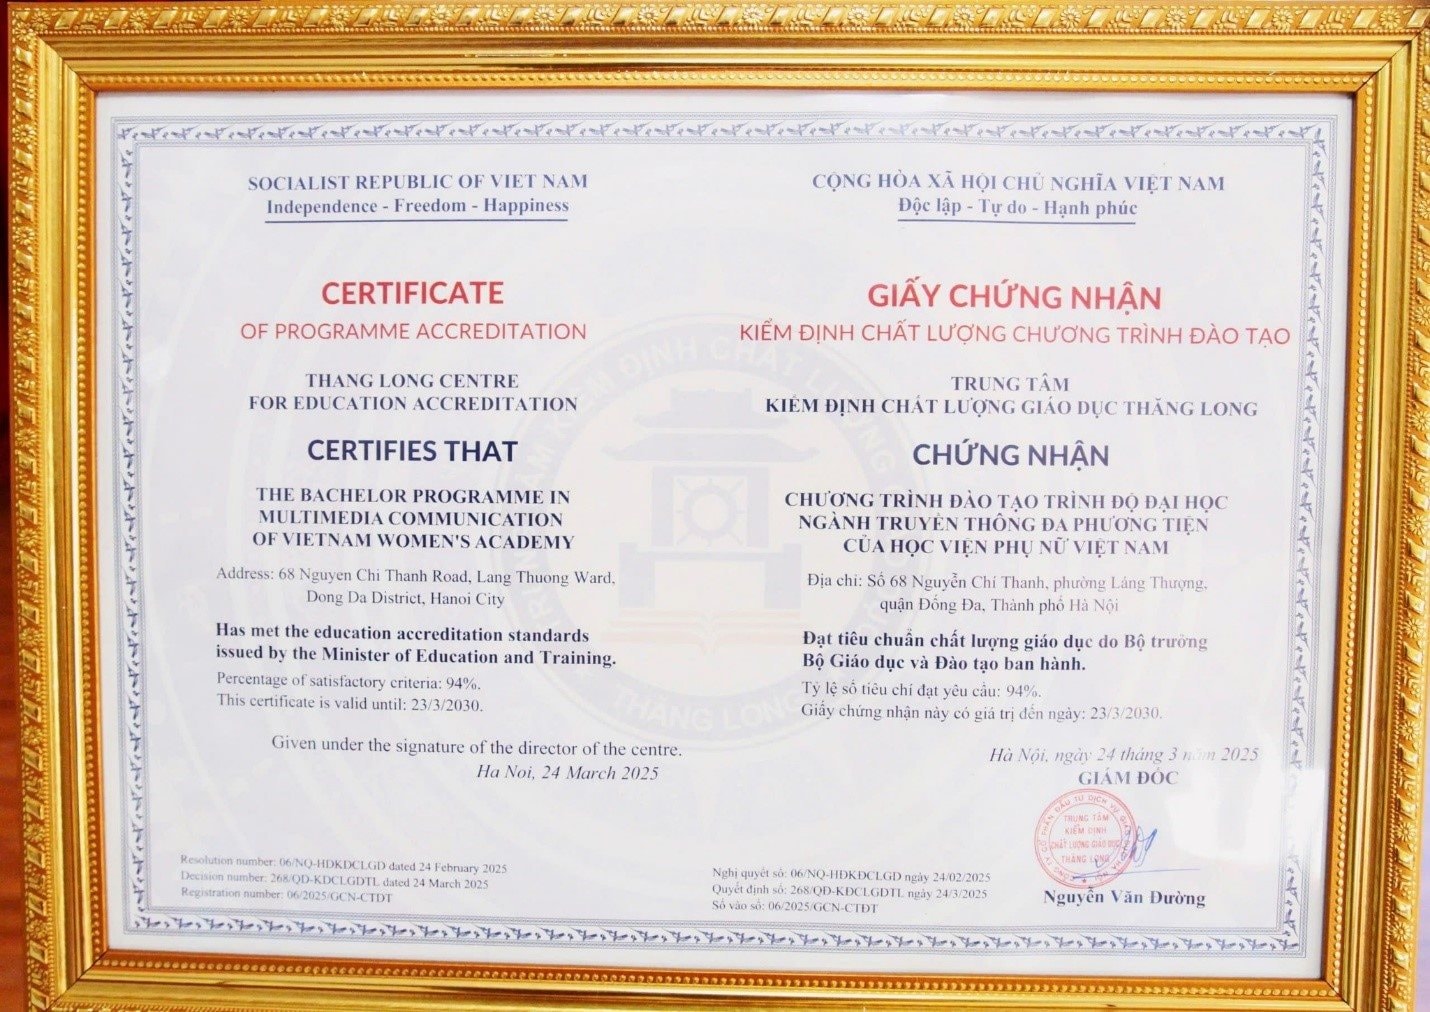 SOCIALIST REPUBLIC OF VIET NAM
Independence - Freedom - Happiness
CERTIFICATE
OF PROGRAMME ACCREDITATION
THANG LONG CENTRE
FOR EDUCATION ACCREDITATION
CERTIFIES THAT
THE BACHELOR PROGRAMME IN
MULTIMEDIA COMMUNICATION
OF VIETNAM WOMEN'S ACADEMY
Address: 68 Nguyen Chi Thanh Road, Lang Thuong Ward,
Dong Da District, Hanoi City
Has met the education accreditation standards
issued by the Minister of Education and Training.
Percentage of satisfactory criteria: 94%.
This certificate is valid until: 23/3/2030.
Given under the signature of the director of the centre.
Ha Noi, 24 March 2025
Resolution number: 06/NQ-HDKDCLGD dated 24 February 2025
Decision number: 268/QD-KDCLGDTL dated 24 March 2025
Registration number: 06/2025/GCN-CTDT
CỘNG HÒA XÃ HỘI CHỦ NGHĨA VIỆT NAM
Độc lập - Tự do - Hạnh phúc
GIẤY CHỨNG NHẬN
KIỂM ĐỊNH CHẤT LƯỢNG CHƯƠNG TRÌNH ĐÀO TẠO
TRUNG TÂM
KIỂM ĐỊNH CHẤT LƯỢNG GIÁO DỤC THĂNG LONG
CHỨNG NHẬN
CHƯƠNG TRÌNH ĐÀO TẠO TRÌNH ĐỘ ĐẠI HỌC
NGÀNH TRUYỀN THÔNG ĐA PHƯƠNG TIỆN
CỦA HỌC VIỆN PHỤ NỮ VIỆT NAM
Địa chỉ: Số 68 Nguyễn Chí Thanh, phường Láng Thượng,
quận Đống Đa, Thành phố Hà Nội
Đạt tiêu chuẩn chất lượng giáo dục do Bộ trưởng
Bộ Giáo dục và Đào tạo ban hành.
Tỷ lệ số tiêu chí đạt yêu cầu: 94%.
Giấy chứng nhận này có giá trị đến ngày: 23/3/2030.
Hà Nội, ngày 24 tháng 3 năm 2025
GIÁM ĐỐC
TRUNG TÂM
KIỂM ĐỊNH
CHẤT LƯỢNG GIÁO DỤC
THĂNG LONG
Nguyễn Văn Đường
Nghị quyết số: 06/NQ-HĐKĐCLGD ngày 24/02/2025
Quyết định số: 268/QĐ-KĐCLGDTL ngày 24/3/2025
Số vào sổ: 06/2025/GCN-CTĐT